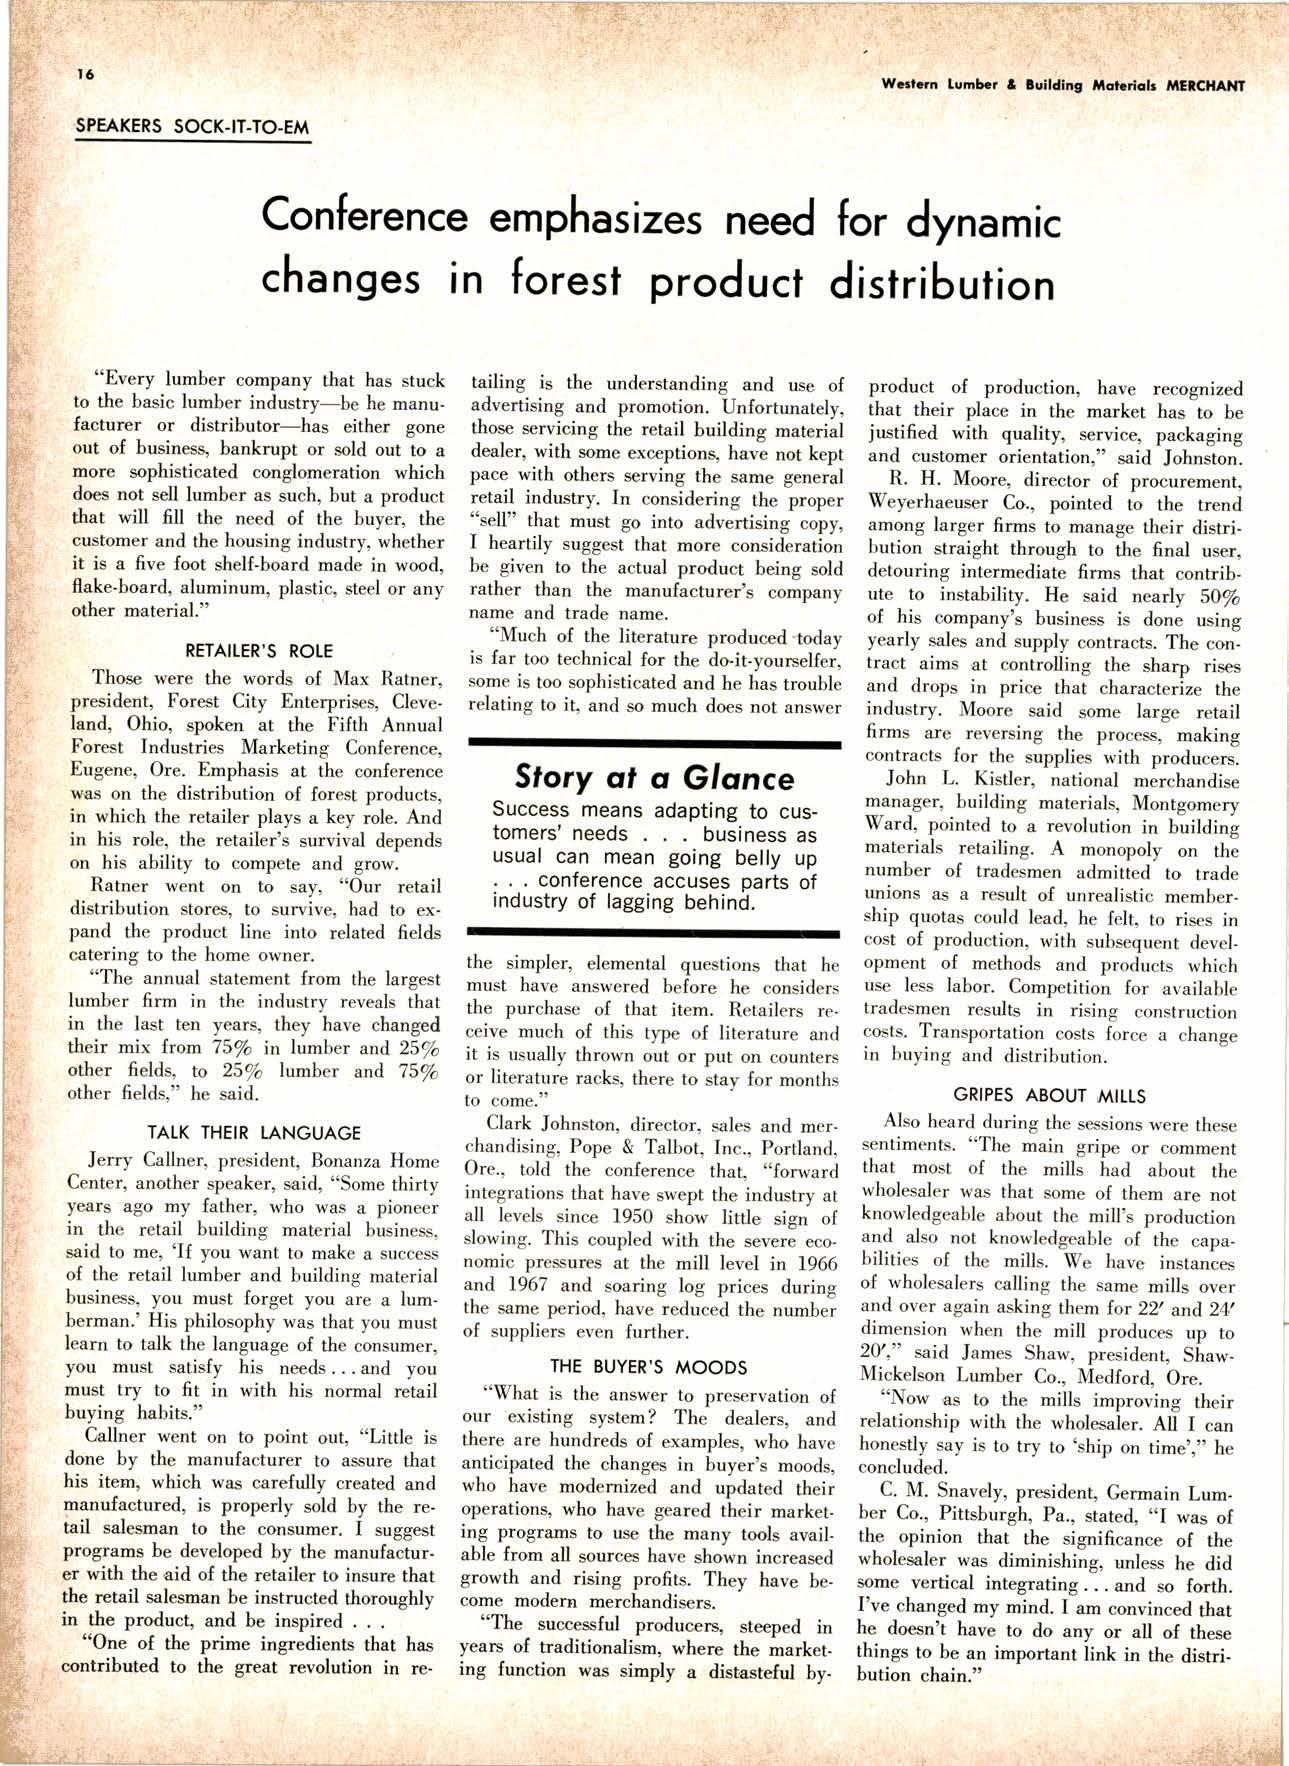 16
Western Lumber & Building Materials MERCHANT
SPEAKERS SOCK-IT-TO-EM
Conference emphasizes need for dynamic
changes in forest product distribution
“Every lumber company that has stuck
to the basic lumber industry—be he manu-
facturer or distributor—has either gone
out of business, bankrupt or sold out to a
more sophisticated conglomeration which
does not sell lumber as such, but a product
that will fill the need of the buyer, the
customer and the housing industry, whether
it is a five foot shelf-board made in wood,
flake-board, aluminum, plastic, steel or any
other material.”
RETAILER'S ROLE
Those were the words of Max Ratner,
president, Forest City Enterprises, Cleve-
land, Ohio, spoken at the Fifth Annual
Forest Industries Marketing Conference,
Eugene, Ore. Emphasis at the conference
was on the distribution of forest products,
in which the retailer plays a key role. And
in his role, the retailer's survival depends
on his ability to compete and grow.
Ratner went on to say, “Our retail
distribution stores, to survive, had to ex-
pand the product line into related fields
catering to the home owner.
“The annual statement from the largest
lumber firm in the industry reveals that
in the last ten years, they have changed
their mix from 75% in lumber and 25%
other fields, to 25% lumber and 75%
other fields,” he said.
TALK THEIR LANGUAGE
Jerry Callner, president, Bonanza Home
Center, another speaker, said, “Some thirty
years ago my father, who was a pioneer
in the retail building material business,
said to me, ‘If you want to make a success
of the retail lumber and building material
business, you must forget you are a lum-
berman.’ His philosophy was that you must
learn to talk the language of the consumer,
you must satisfy his needs . . . and you
must try to fit in with his normal retail
buying habits.”
Callner went on to point out, “Little is
done by the manufacturer to assure that
his item, which was carefully created and
manufactured, is properly sold by the re-
tail salesman to the consumer. I suggest
programs be developed by the manufactur-
er with the aid of the retailer to insure that
the retail salesman be instructed thoroughly
in the product, and be inspired . . .
“One of the prime ingredients that has
contributed to the great revolution in re-
tailing is the understanding and use of
advertising and promotion. Unfortunately,
those servicing the retail building material
dealer, with some exceptions, have not kept
pace with others serving the same general
retail industry. In considering the proper
“sell” that must go into advertising copy,
I heartily suggest that more consideration
be given to the actual product being sold
rather than the manufacturer's company
name and trade name.
“Much of the literature produced today
is far too technical for the do-it-yourselfer,
some is too sophisticated and he has trouble
relating to it, and so much does not answer
Story at a Glance
Success means adapting to cus-
tomers' needs . . . business as
usual can mean going belly up
. . . conference accuses parts of
industry of lagging behind.
the simpler, elemental questions that he
must have answered before he considers
the purchase of that item. Retailers re-
ceive much of this type of literature and
it is usually thrown out or put on counters
or literature racks, there to stay for months
to come.”
Clark Johnston, director, sales and mer-
chandising, Pope & Talbot, Inc., Portland,
Ore., told the conference that, “forward
integrations that have swept the industry at
all levels since 1950 show little sign of
slowing. This coupled with the severe eco-
nomic pressures at the mill level in 1966
and 1967 and soaring log prices during
the same period, have reduced the number
of suppliers even further.
THE BUYER'S MOODS
“What is the answer to preservation of
our existing system? The dealers, and
there are hundreds of examples, who have
anticipated the changes in buyer's moods,
who have modernized and updated their
operations, who have geared their market-
ing programs to use the many tools avail-
able from all sources have shown increased
growth and rising profits. They have be-
come modern merchandisers.
“The successful producers, steeped in
years of traditionalism, where the market-
ing function was simply a distasteful by-
product of production, have recognized
that their place in the market has to be
justified with quality, service, packaging
and customer orientation,” said Johnston.
R. H. Moore, director of procurement,
Weyerhaeuser Co., pointed to the trend
among larger firms to manage their distri-
bution straight through to the final user,
detouring intermediate firms that contrib-
ute to instability. He said nearly 50%
of his company's business is done using
yearly sales and supply contracts. The con-
tract aims at controlling the sharp rises
and drops in price that characterize the
industry. Moore said some large retail
firms are reversing the process, making
contracts for the supplies with producers.
John L. Kistler, national merchandise
manager, building materials, Montgomery
Ward, pointed to a revolution in building
materials retailing. A monopoly on the
number of tradesmen admitted to trade
unions as a result of unrealistic member-
ship quotas could lead, he felt, to rises in
cost of production, with subsequent devel-
opment of methods and products which
use less labor. Competition for available
tradesmen results in rising construction
costs. Transportation costs force a change
in buying and distribution.
GRIPES ABOUT MILLS
Also heard during the sessions were these
sentiments. “The main gripe or comment
that most of the mills had about the
wholesaler was that some of them are not
knowledgeable about the mill's production
and also not knowledgeable of the capa-
bilities of the mills. We have instances
of wholesalers calling the same mills over
and over again asking them for 22′ and 24′
dimension when the mill produces up to
20′,” said James Shaw, president, Shaw-
Mickelson Lumber Co., Medford, Ore.
“Now as to the mills improving their
relationship with the wholesaler. All I can
honestly say is to try to ‘ship on time’,” he
concluded.
C. M. Snavely, president, Germain Lum-
ber Co., Pittsburgh, Pa., stated, “I was of
the opinion that the significance of the
wholesaler was diminishing, unless he did
some vertical integrating . . . and so forth.
I've changed my mind. I am convinced that
he doesn't have to do any or all of these
things to be an important link in the distri-
bution chain.”